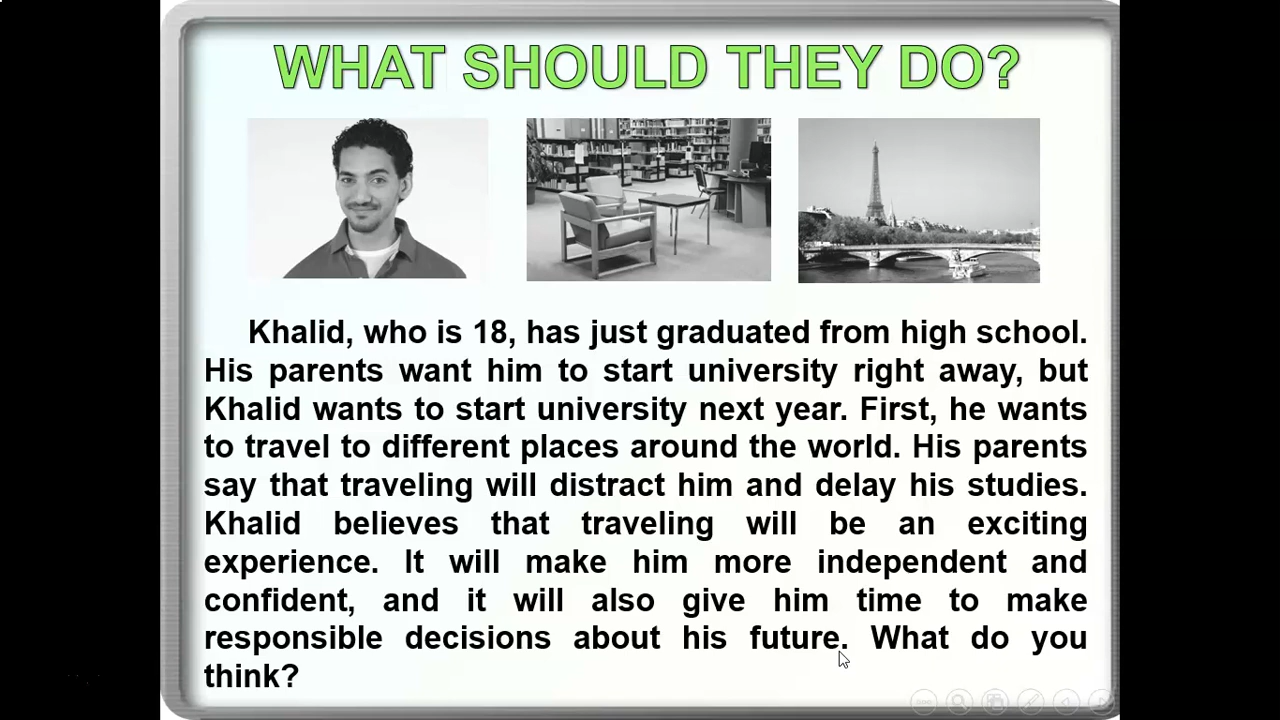 WHAT SHOULD THEY DO?
Khalid, who is 18, has just graduated from high school.
His parents want him to start university right away, but
Khalid wants to start university next year. First, he wants
to travel to different places around the world. His parents
say that traveling will distract him and delay his studies.
Khalid believes that traveling will be an exciting
experience. It will make him more independent and
confident, and it will also give him time to make
responsible decisions about his future. What do you
think?